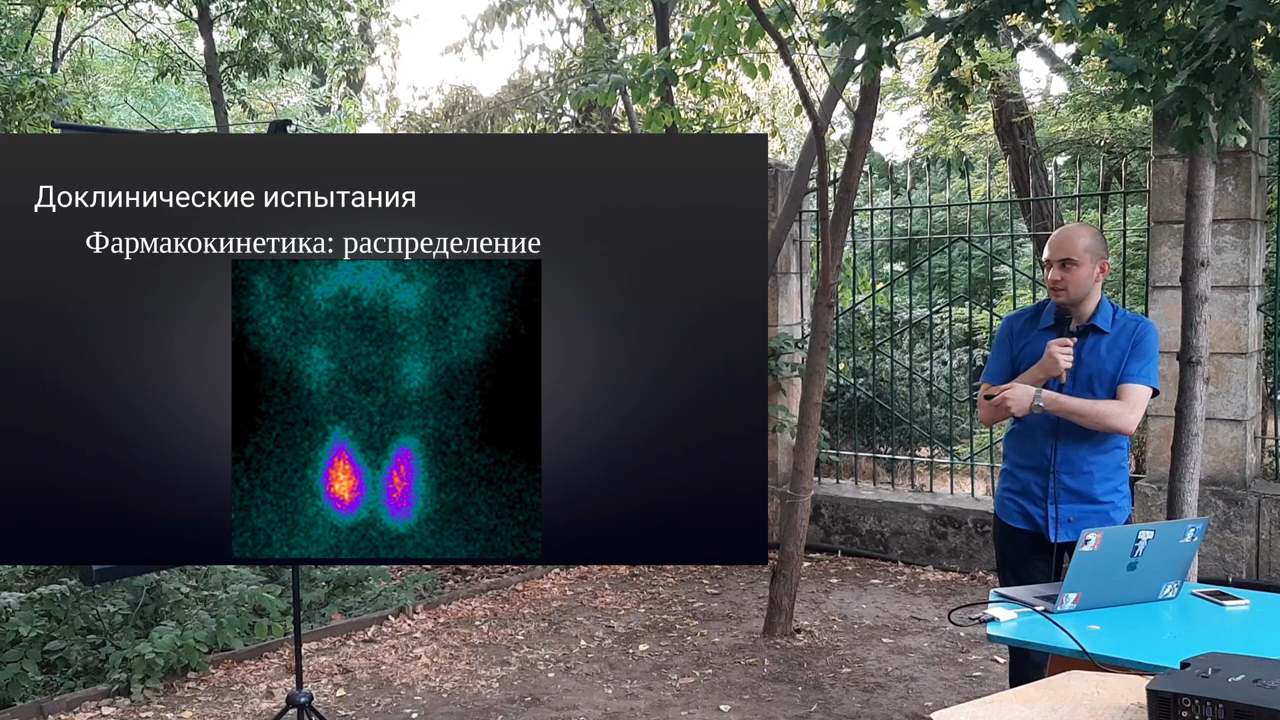 Доклинические испытания
Фармакокинетика: распределение